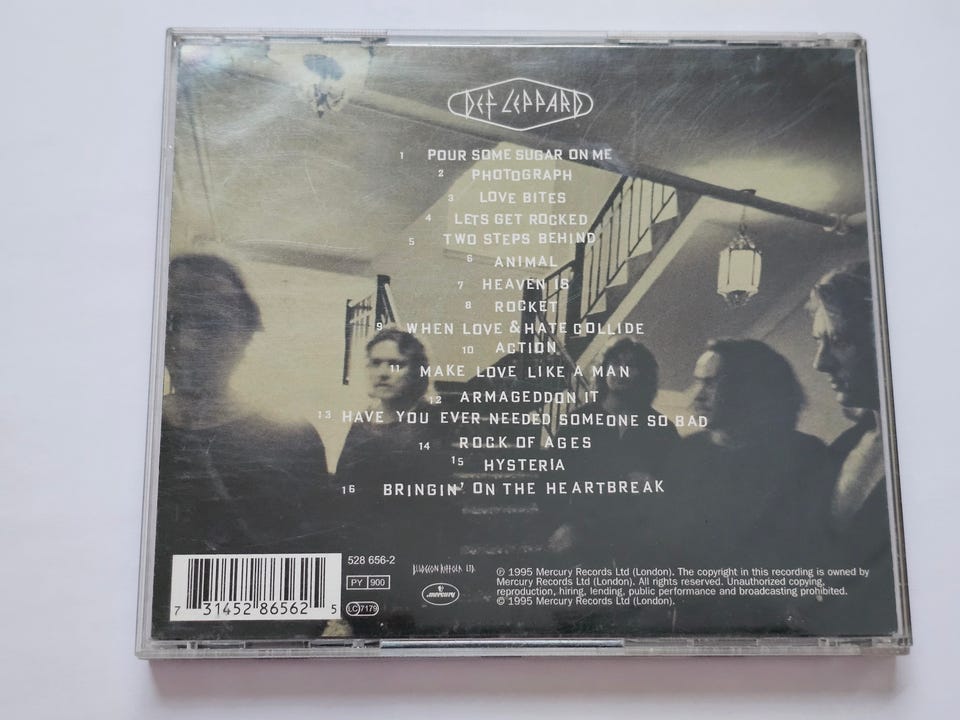 DEF LEPPARD
1 POUR SOME SUGAR ON ME
2 PHOTOGRAPH
3 LOVE BITES
4 LETS GET ROCKED
5 TWO STEPS BEHIND
6 ANIMAL
7 HEAVEN IS
8 ROCKET
9 WHEN LOVE & HATE COLLIDE
10 ACTION
11 MAKE LOVE LIKE A MAN
12 ARMAGEDDON IT
13 HAVE YOU EVER NEEDED SOMEONE SO BAD
14 ROCK OF AGES
15 HYSTERIA
16 BRINGIN' ON THE HEARTBREAK
7 31452 86562 5
528 656-2
PY 900
LC 7179
BLUDGEON RIFFOLA LTD.
mercury
℗ 1995 Mercury Records Ltd (London). The copyright in this recording is owned by
Mercury Records Ltd (London). All rights reserved. Unauthorized copying,
reproduction, hiring, lending, public performance and broadcasting prohibited.
© 1995 Mercury Records Ltd (London).